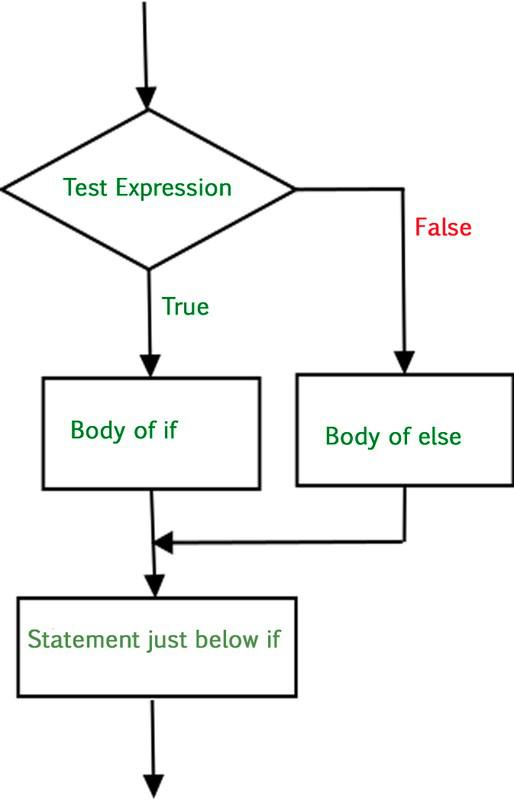 Test Expression
False
True
Body of if
Body of else
Statement just below if